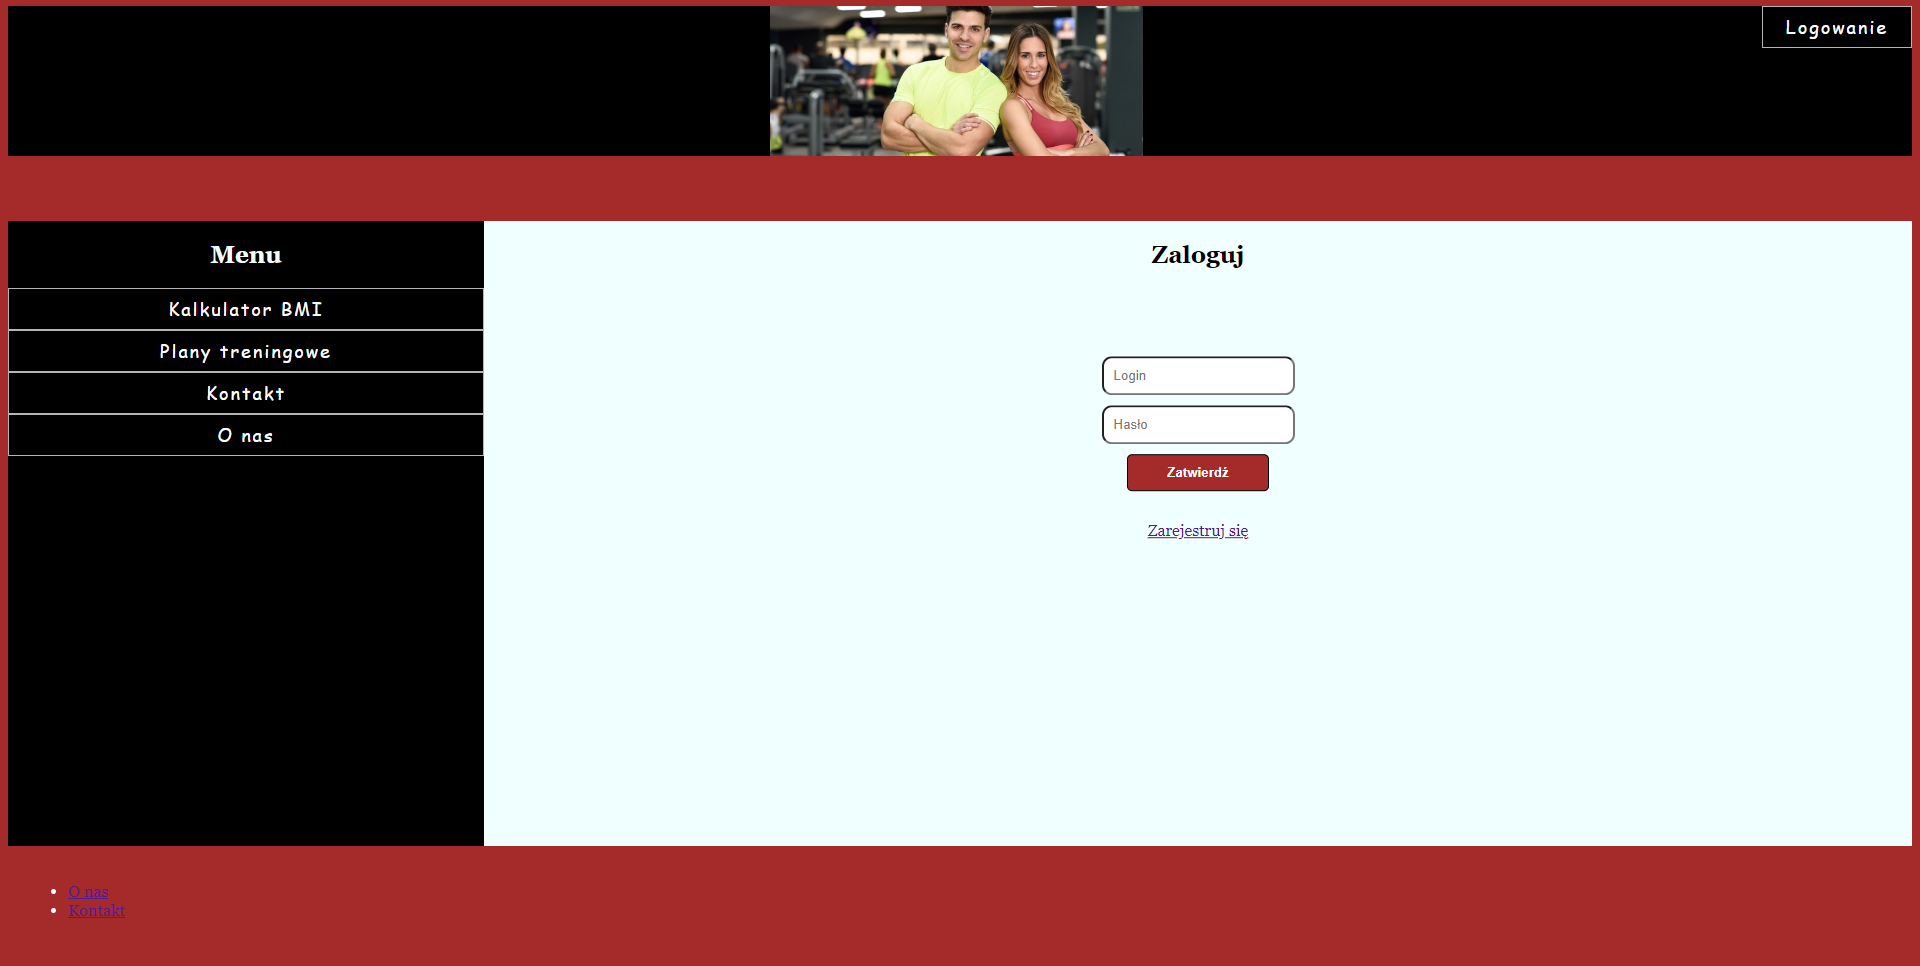 Logowanie
Menu
Kalkulator BMI
Plany treningowe
Kontakt
O nas
Zaloguj
Login
Hasło
Zatwierdź
Zarejestruj się
O nas
Kontakt